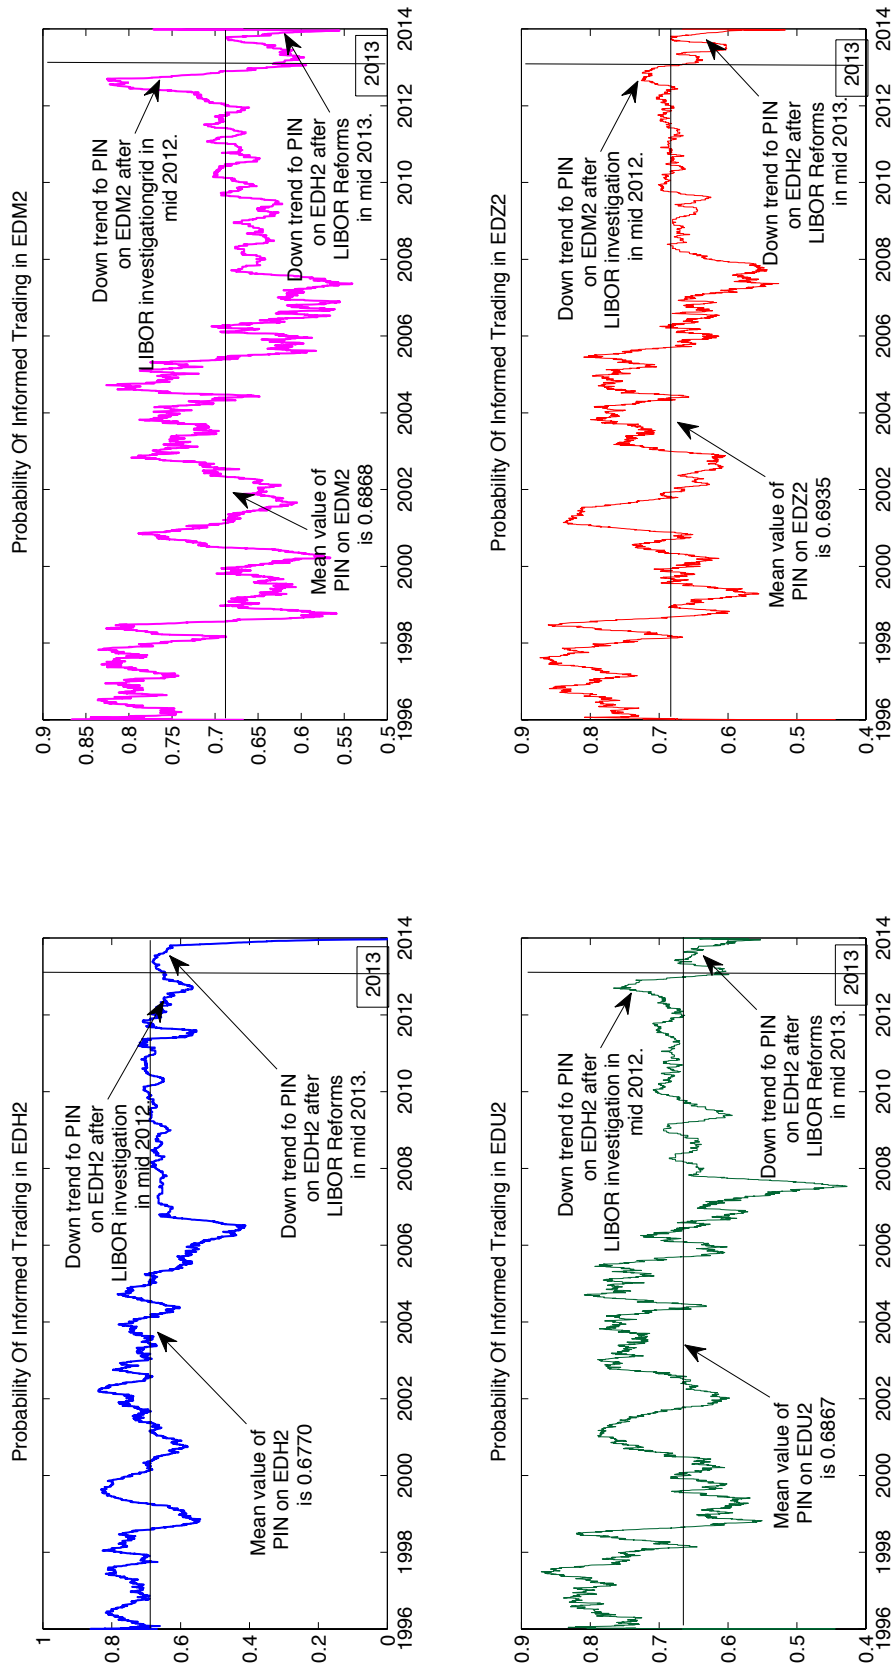 Probability Of Informed Trading in EDH2
1
0.8
0.6
0.4
0.2
0
1996
1998
2000
2002
2004
2006
2008
2010
2012
2014
Down trend fo PIN
on EDH2 after
LIBOR investigation
in mid 2012.
Mean value of
PIN on EDH2
is 0.6770
Down trend fo PIN
on EDH2 after
LIBOR Reforms
in mid 2013.
2013
Probability Of Informed Trading in EDM2
0.9
0.85
0.8
0.75
0.7
0.65
0.6
0.55
0.5
1996
1998
2000
2002
2004
2006
2008
2010
2012
2014
Down trend fo PIN
on EDM2 after
LIBOR investigationgrid in
mid 2012.
Mean value of
PIN on EDM2
is 0.6868
Down trend fo PIN
on EDH2 after
LIBOR Reforms
in mid 2013.
2013
Probability Of Informed Trading in EDU2
0.9
0.8
0.7
0.6
0.5
0.4
1996
1998
2000
2002
2004
2006
2008
2010
2012
2014
Down trend fo PIN
on EDH2 after
LIBOR investigation in
mid 2012.
Mean value of
PIN on EDU2
is 0.6867
Down trend fo PIN
on EDH2 after
LIBOR Reforms
in mid 2013.
2013
Probability Of Informed Trading in EDZ2
0.9
0.8
0.7
0.6
0.5
0.4
1996
1998
2000
2002
2004
2006
2008
2010
2012
2014
Down trend fo PIN
on EDM2 after
LIBOR investigation
in mid 2012.
Mean value of
PIN on EDZ2
is 0.6935
Down trend fo PIN
on EDH2 after
LIBOR Reforms
in mid 2013.
2013